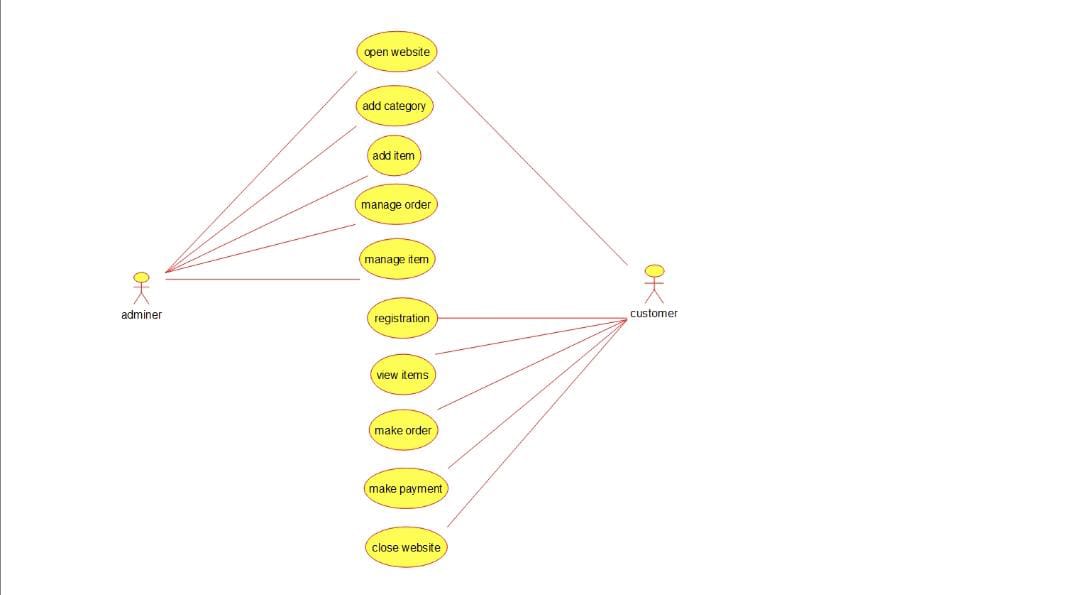 open website
add category
add item
manage order
manage item
adminer
registration
customer
view items
make order
make payment
close website